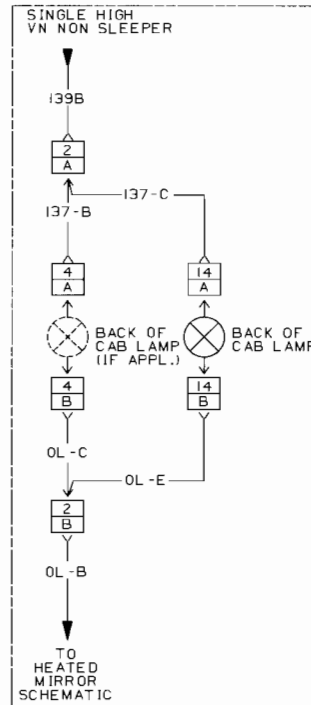 SINGLE HIGH
VN NON SLEEPER
139B
2
A
137-C
137-B
4
A
14
A
BACK OF
CAB LAMP
(IF APPL.)
BACK OF
CAB LAMP
4
B
14
B
OL-C
OL-E
2
B
OL-B
TO
HEATED
MIRROR
SCHEMATIC